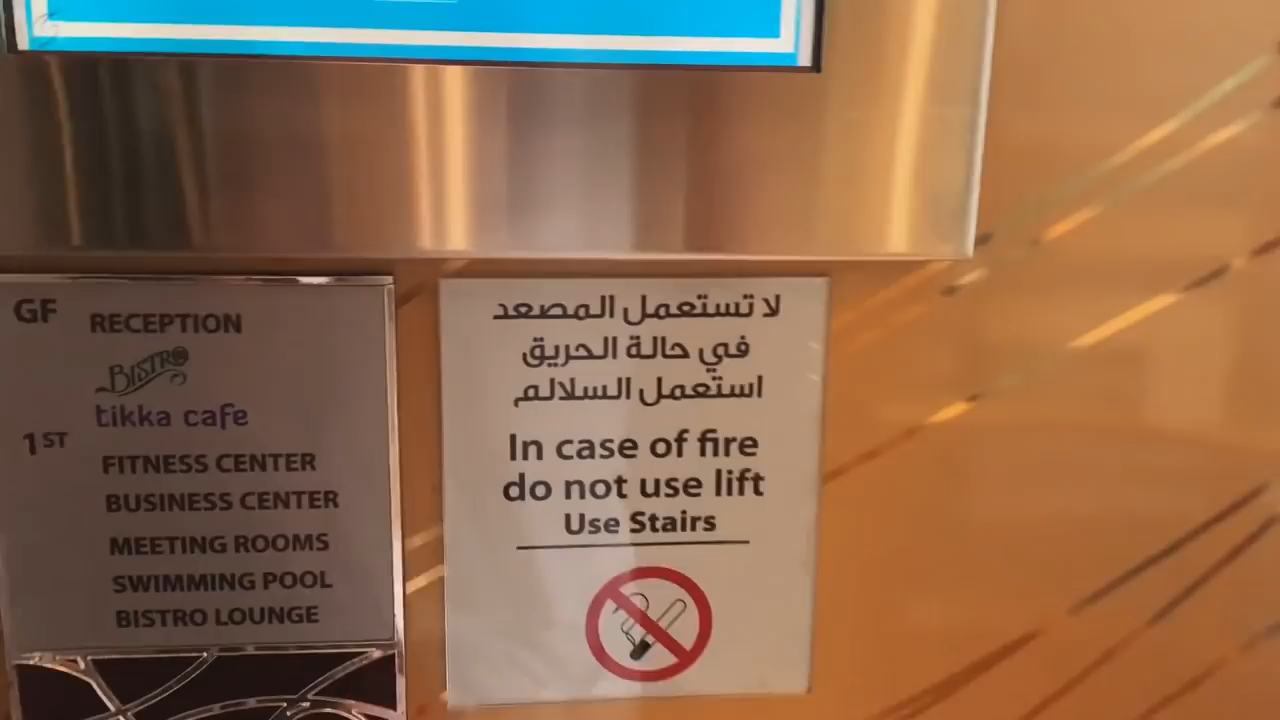 GF RECEPTION
BISTRO
tikka cafe
1ST
FITNESS CENTER
BUSINESS CENTER
MEETING ROOMS
SWIMMING POOL
BISTRO LOUNGE
لا تستعمل المصعد
في حالة الحريق
استعمل السلالم
In case of fire
do not use lift
Use Stairs